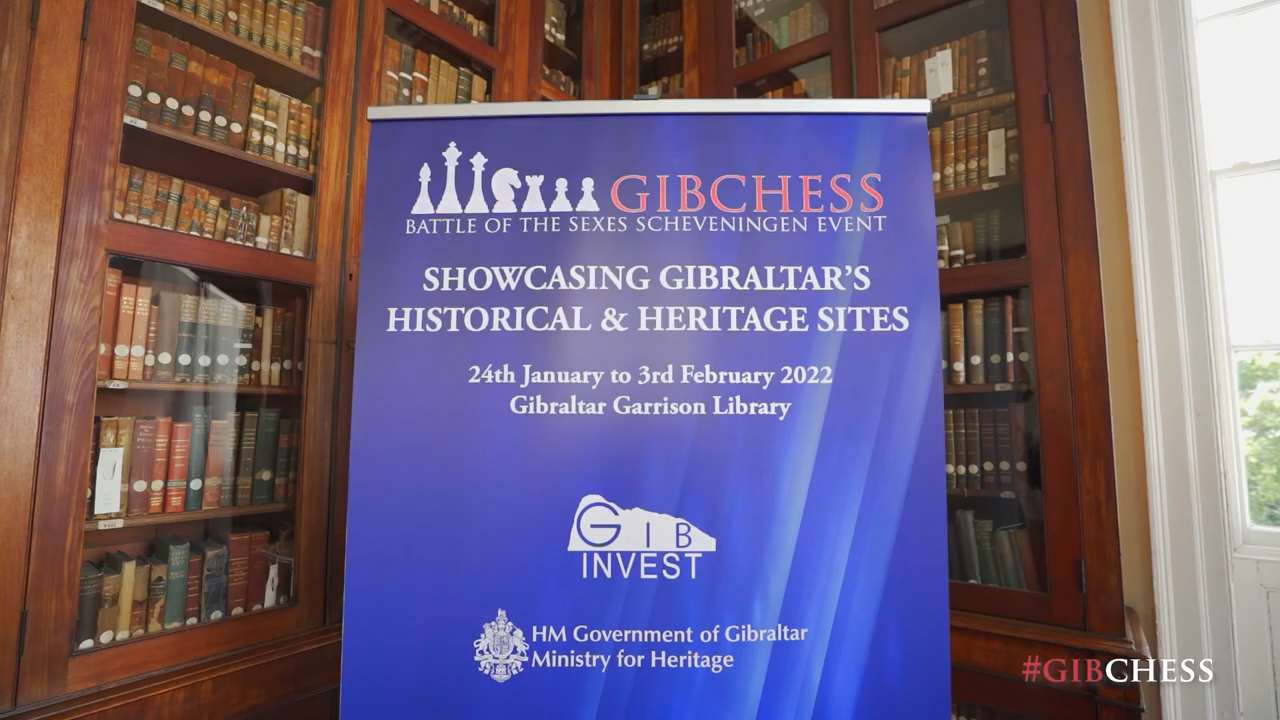 GIBCHESS
BATTLE OF THE SEXES SCHEVENINGEN EVENT
SHOWCASING GIBRALTAR'S
HISTORICAL & HERITAGE SITES
24th January to 3rd February 2022
Gibraltar Garrison Library
GIB
INVEST
HM Government of Gibraltar
Ministry for Heritage
#GIBCHESS